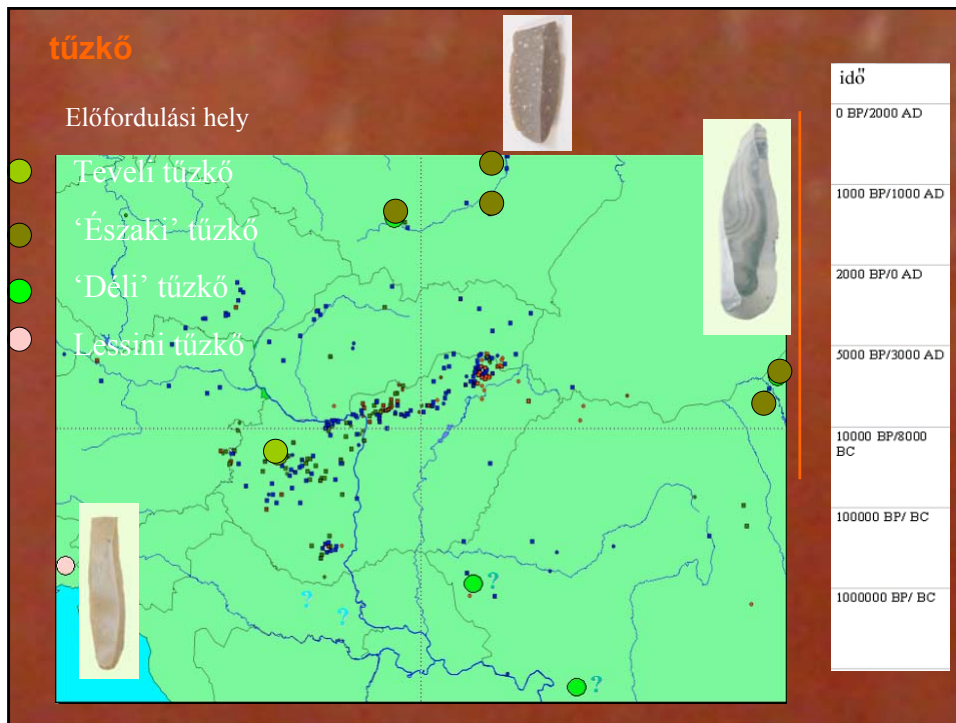 tűzkő
Előfordulási hely
Teveli tűzkő
‘Északi’ tűzkő
‘Déli’ tűzkő
Lessini tűzkő
?
?
?
?
idő
0 BP/2000 AD
1000 BP/1000 AD
2000 BP/0 AD
5000 BP/3000 AD
10000 BP/8000
BC
100000 BP/ BC
1000000 BP/ BC